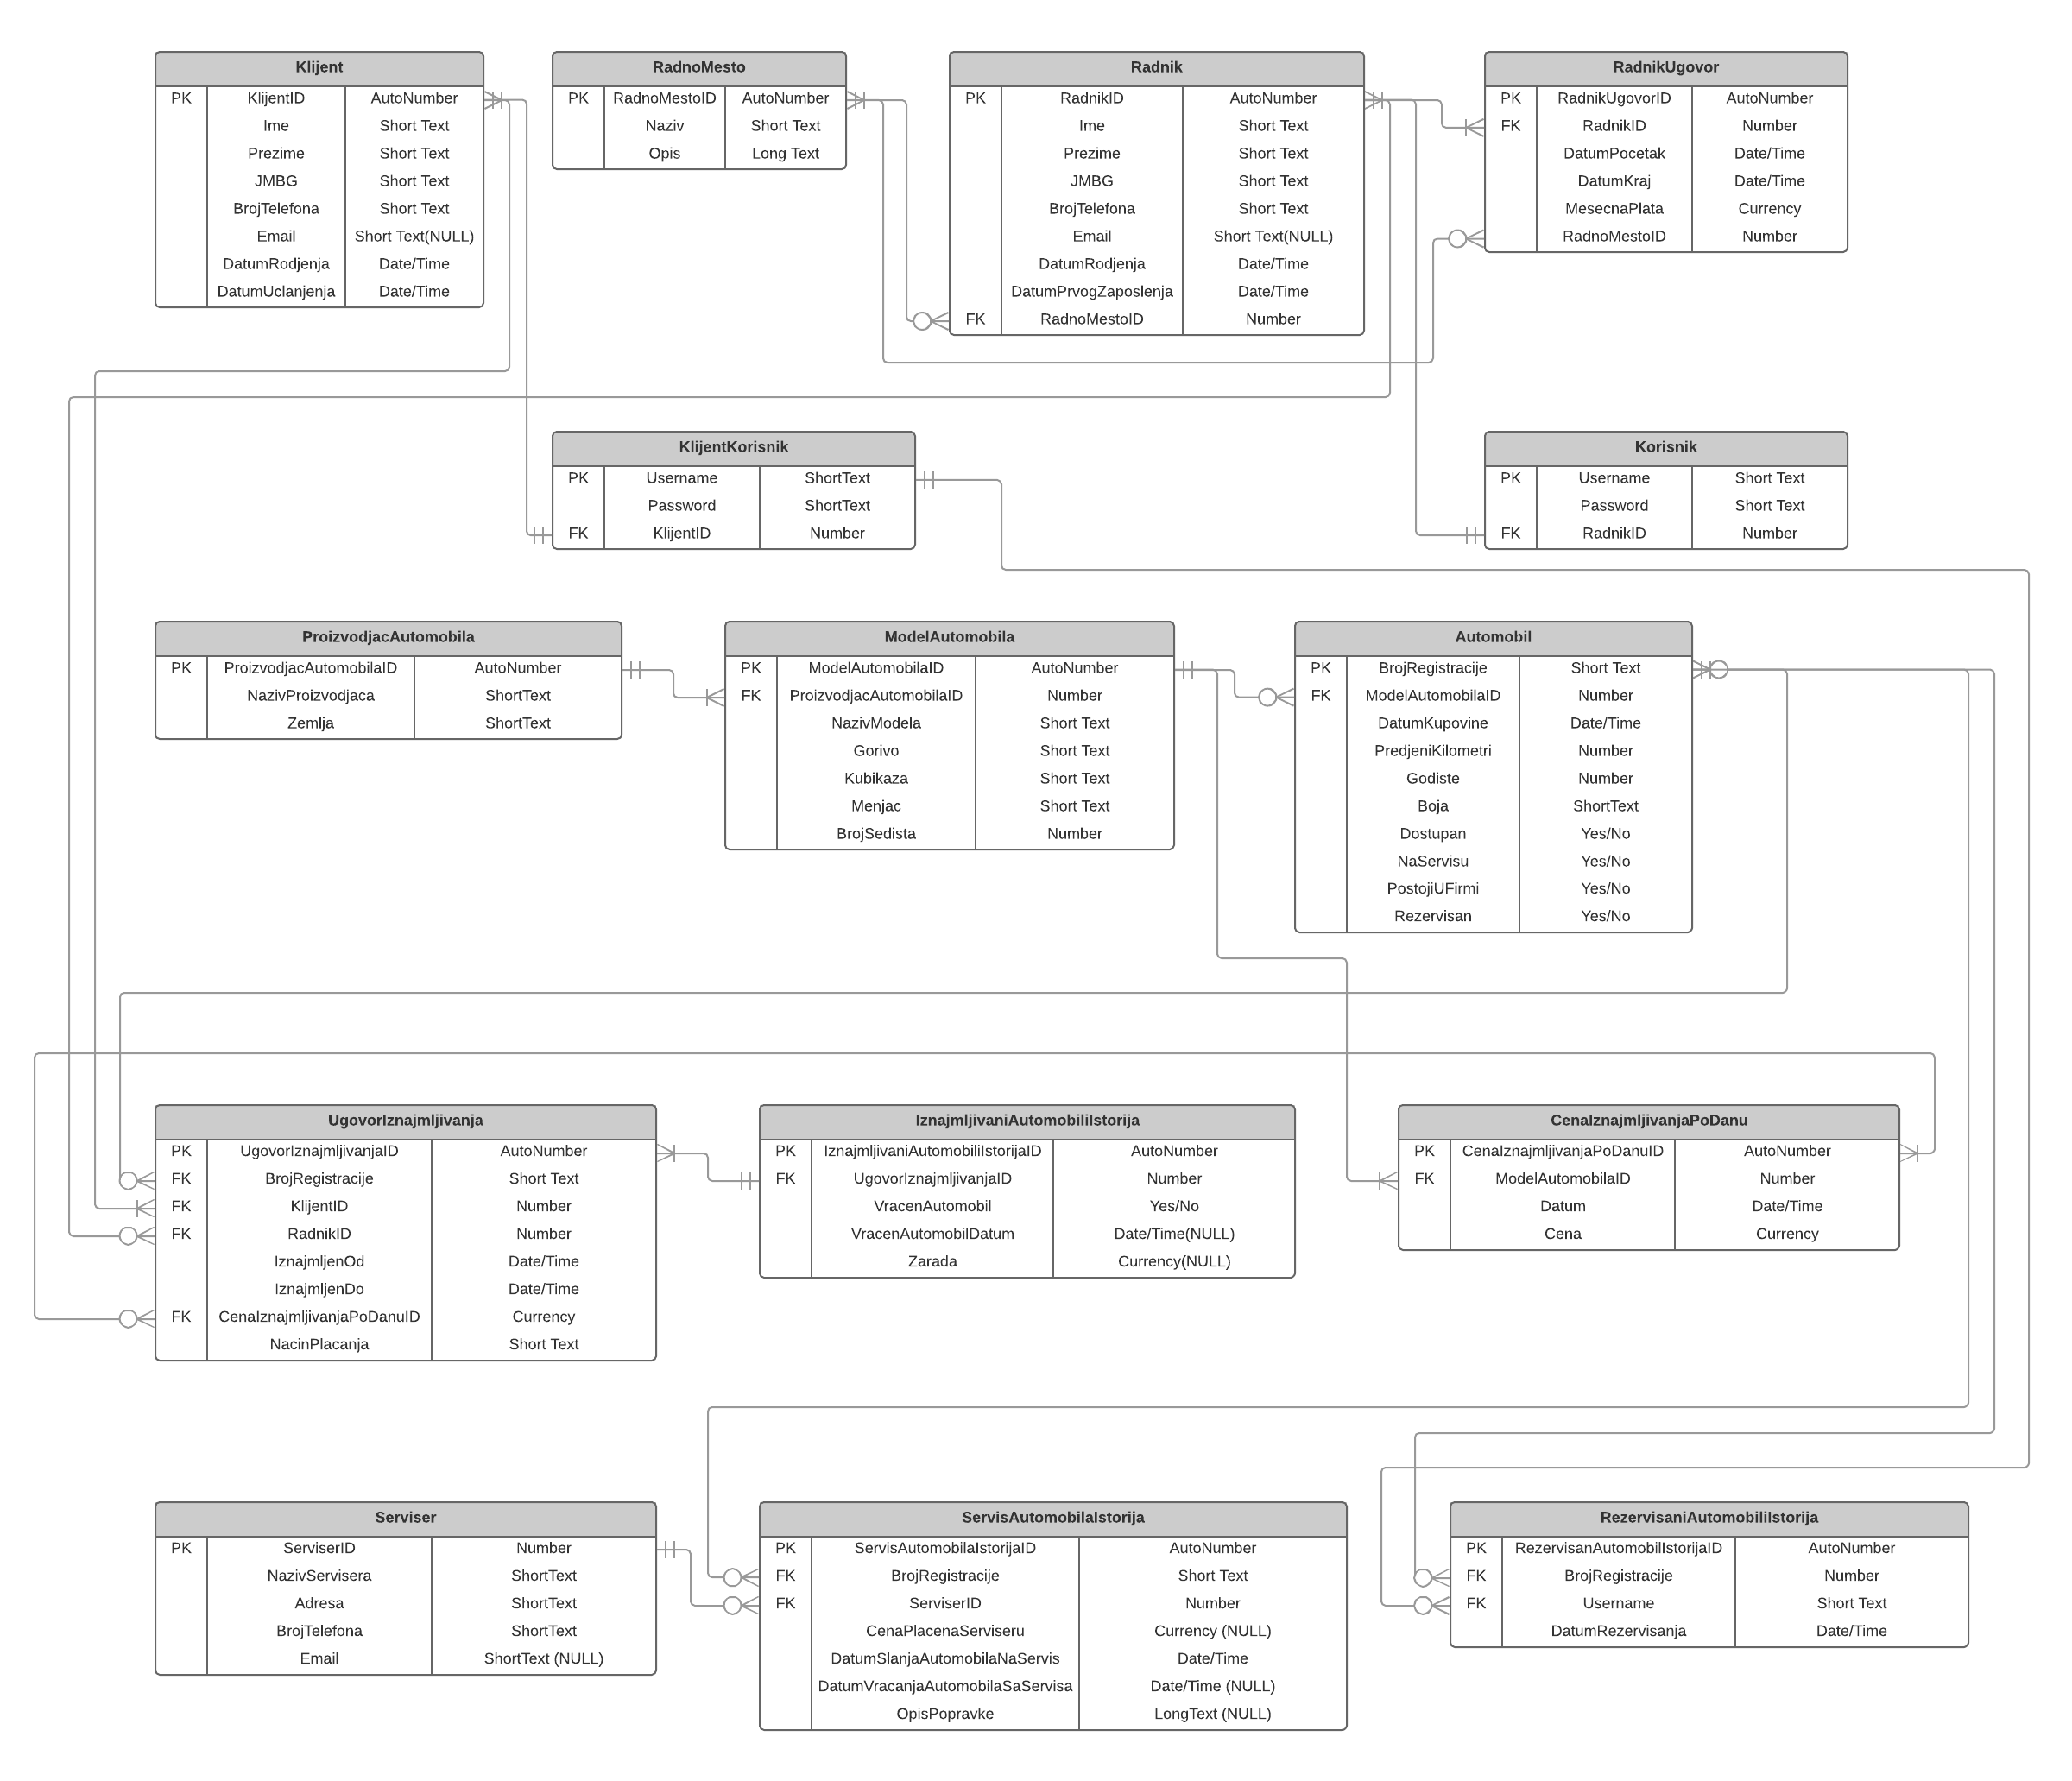 Klijent
PK KlijentID AutoNumber
Ime Short Text
Prezime Short Text
JMBG Short Text
BrojTelefona Short Text
Email Short Text(NULL)
DatumRodjenja Date/Time
DatumUclanjenja Date/Time
RadnoMesto
PK RadnoMestoID AutoNumber
Naziv Short Text
Opis Long Text
Radnik
PK RadnikID AutoNumber
Ime Short Text
Prezime Short Text
JMBG Short Text
BrojTelefona Short Text
Email Short Text(NULL)
DatumRodjenja Date/Time
DatumPrvogZaposlenja Date/Time
FK RadnoMestoID Number
RadnikUgovor
PK RadnikUgovorID AutoNumber
FK RadnikID Number
DatumPocetak Date/Time
DatumKraj Date/Time
MesecnaPlata Currency
RadnoMestoID Number
KlijentKorisnik
PK Username ShortText
Password ShortText
FK KlijentID Number
Korisnik
PK Username Short Text
Password Short Text
FK RadnikID Number
ProizvodjacAutomobila
PK ProizvodjacAutomobilaID AutoNumber
NazivProizvodjaca ShortText
Zemlja ShortText
ModelAutomobila
PK ModelAutomobilaID AutoNumber
FK ProizvodjacAutomobilaID Number
NazivModela Short Text
Gorivo Short Text
Kubikaza Short Text
Menjac Short Text
BrojSedista Number
Automobil
PK BrojRegistracije Short Text
FK ModelAutomobilaID Number
DatumKupovine Date/Time
PredjeniKilometri Number
Godiste Number
Boja ShortText
Dostupan Yes/No
NaServisu Yes/No
PostojiUFirmi Yes/No
Rezervisan Yes/No
UgovorIznajmljivanja
PK UgovorIznajmljivanjaID AutoNumber
FK BrojRegistracije Short Text
FK KlijentID Number
FK RadnikID Number
IznajmljenOd Date/Time
IznajmljenDo Date/Time
FK CenaIznajmljivanjaPoDanuID Currency
NacinPlacanja Short Text
IznajmljivaniAutomobiliIstorija
PK IznajmljivaniAutomobiliIstorijaID AutoNumber
FK UgovorIznajmljivanjaID Number
VracenAutomobil Yes/No
VracenAutomobilDatum Date/Time(NULL)
Zarada Currency(NULL)
CenaIznajmljivanjaPoDanu
PK CenaIznajmljivanjaPoDanuID AutoNumber
FK ModelAutomobilaID Number
Datum Date/Time
Cena Currency
Serviser
PK ServiserID Number
NazivServisera ShortText
Adresa ShortText
BrojTelefona ShortText
Email ShortText (NULL)
ServisAutomobilaIstorija
PK ServisAutomobilaIstorijaID AutoNumber
FK BrojRegistracije Short Text
FK ServiserID Number
CenaPlacenaServiseru Currency (NULL)
DatumSlanjaAutomobilaNaServis Date/Time
DatumVracanjaAutomobilaSaServisa Date/Time (NULL)
OpisPopravke LongText (NULL)
RezervisaniAutomobiliIstorija
PK RezervisanAutomobilIstorijaID AutoNumber
FK BrojRegistracije Number
FK Username Short Text
DatumRezervisanja Date/Time